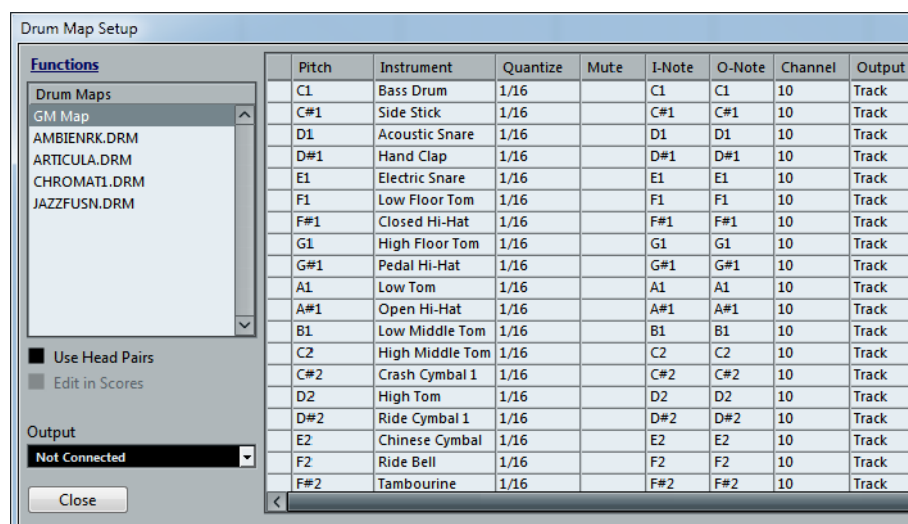 Drum Map Setup
Functions
Drum Maps
GM Map
AMBIENRK.DRM
ARTICULA.DRM
CHROMAT1.DRM
JAZZFUSN.DRM
Use Head Pairs
Edit in Scores
Output
Not Connected
Close
Pitch Instrument Quantize Mute I-Note O-Note Channel Output
C1 Bass Drum 1/16 C1 C1 10 Track
C#1 Side Stick 1/16 C#1 C#1 10 Track
D1 Acoustic Snare 1/16 D1 D1 10 Track
D#1 Hand Clap 1/16 D#1 D#1 10 Track
E1 Electric Snare 1/16 E1 E1 10 Track
F1 Low Floor Tom 1/16 F1 F1 10 Track
F#1 Closed Hi-Hat 1/16 F#1 F#1 10 Track
G1 High Floor Tom 1/16 G1 G1 10 Track
G#1 Pedal Hi-Hat 1/16 G#1 G#1 10 Track
A1 Low Tom 1/16 A1 A1 10 Track
A#1 Open Hi-Hat 1/16 A#1 A#1 10 Track
B1 Low Middle Tom 1/16 B1 B1 10 Track
C2 High Middle Tom 1/16 C2 C2 10 Track
C#2 Crash Cymbal 1 1/16 C#2 C#2 10 Track
D2 High Tom 1/16 D2 D2 10 Track
D#2 Ride Cymbal 1 1/16 D#2 D#2 10 Track
E2 Chinese Cymbal 1/16 E2 E2 10 Track
F2 Ride Bell 1/16 F2 F2 10 Track
F#2 Tambourine 1/16 F#2 F#2 10 Track